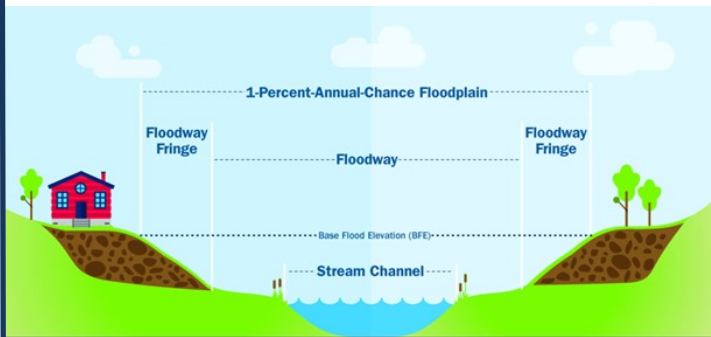 1-Percent-Annual-Chance Floodplain
Floodway
Fringe
Floodway
Floodway
Fringe
Base Flood Elevation (BFE)
Stream Channel